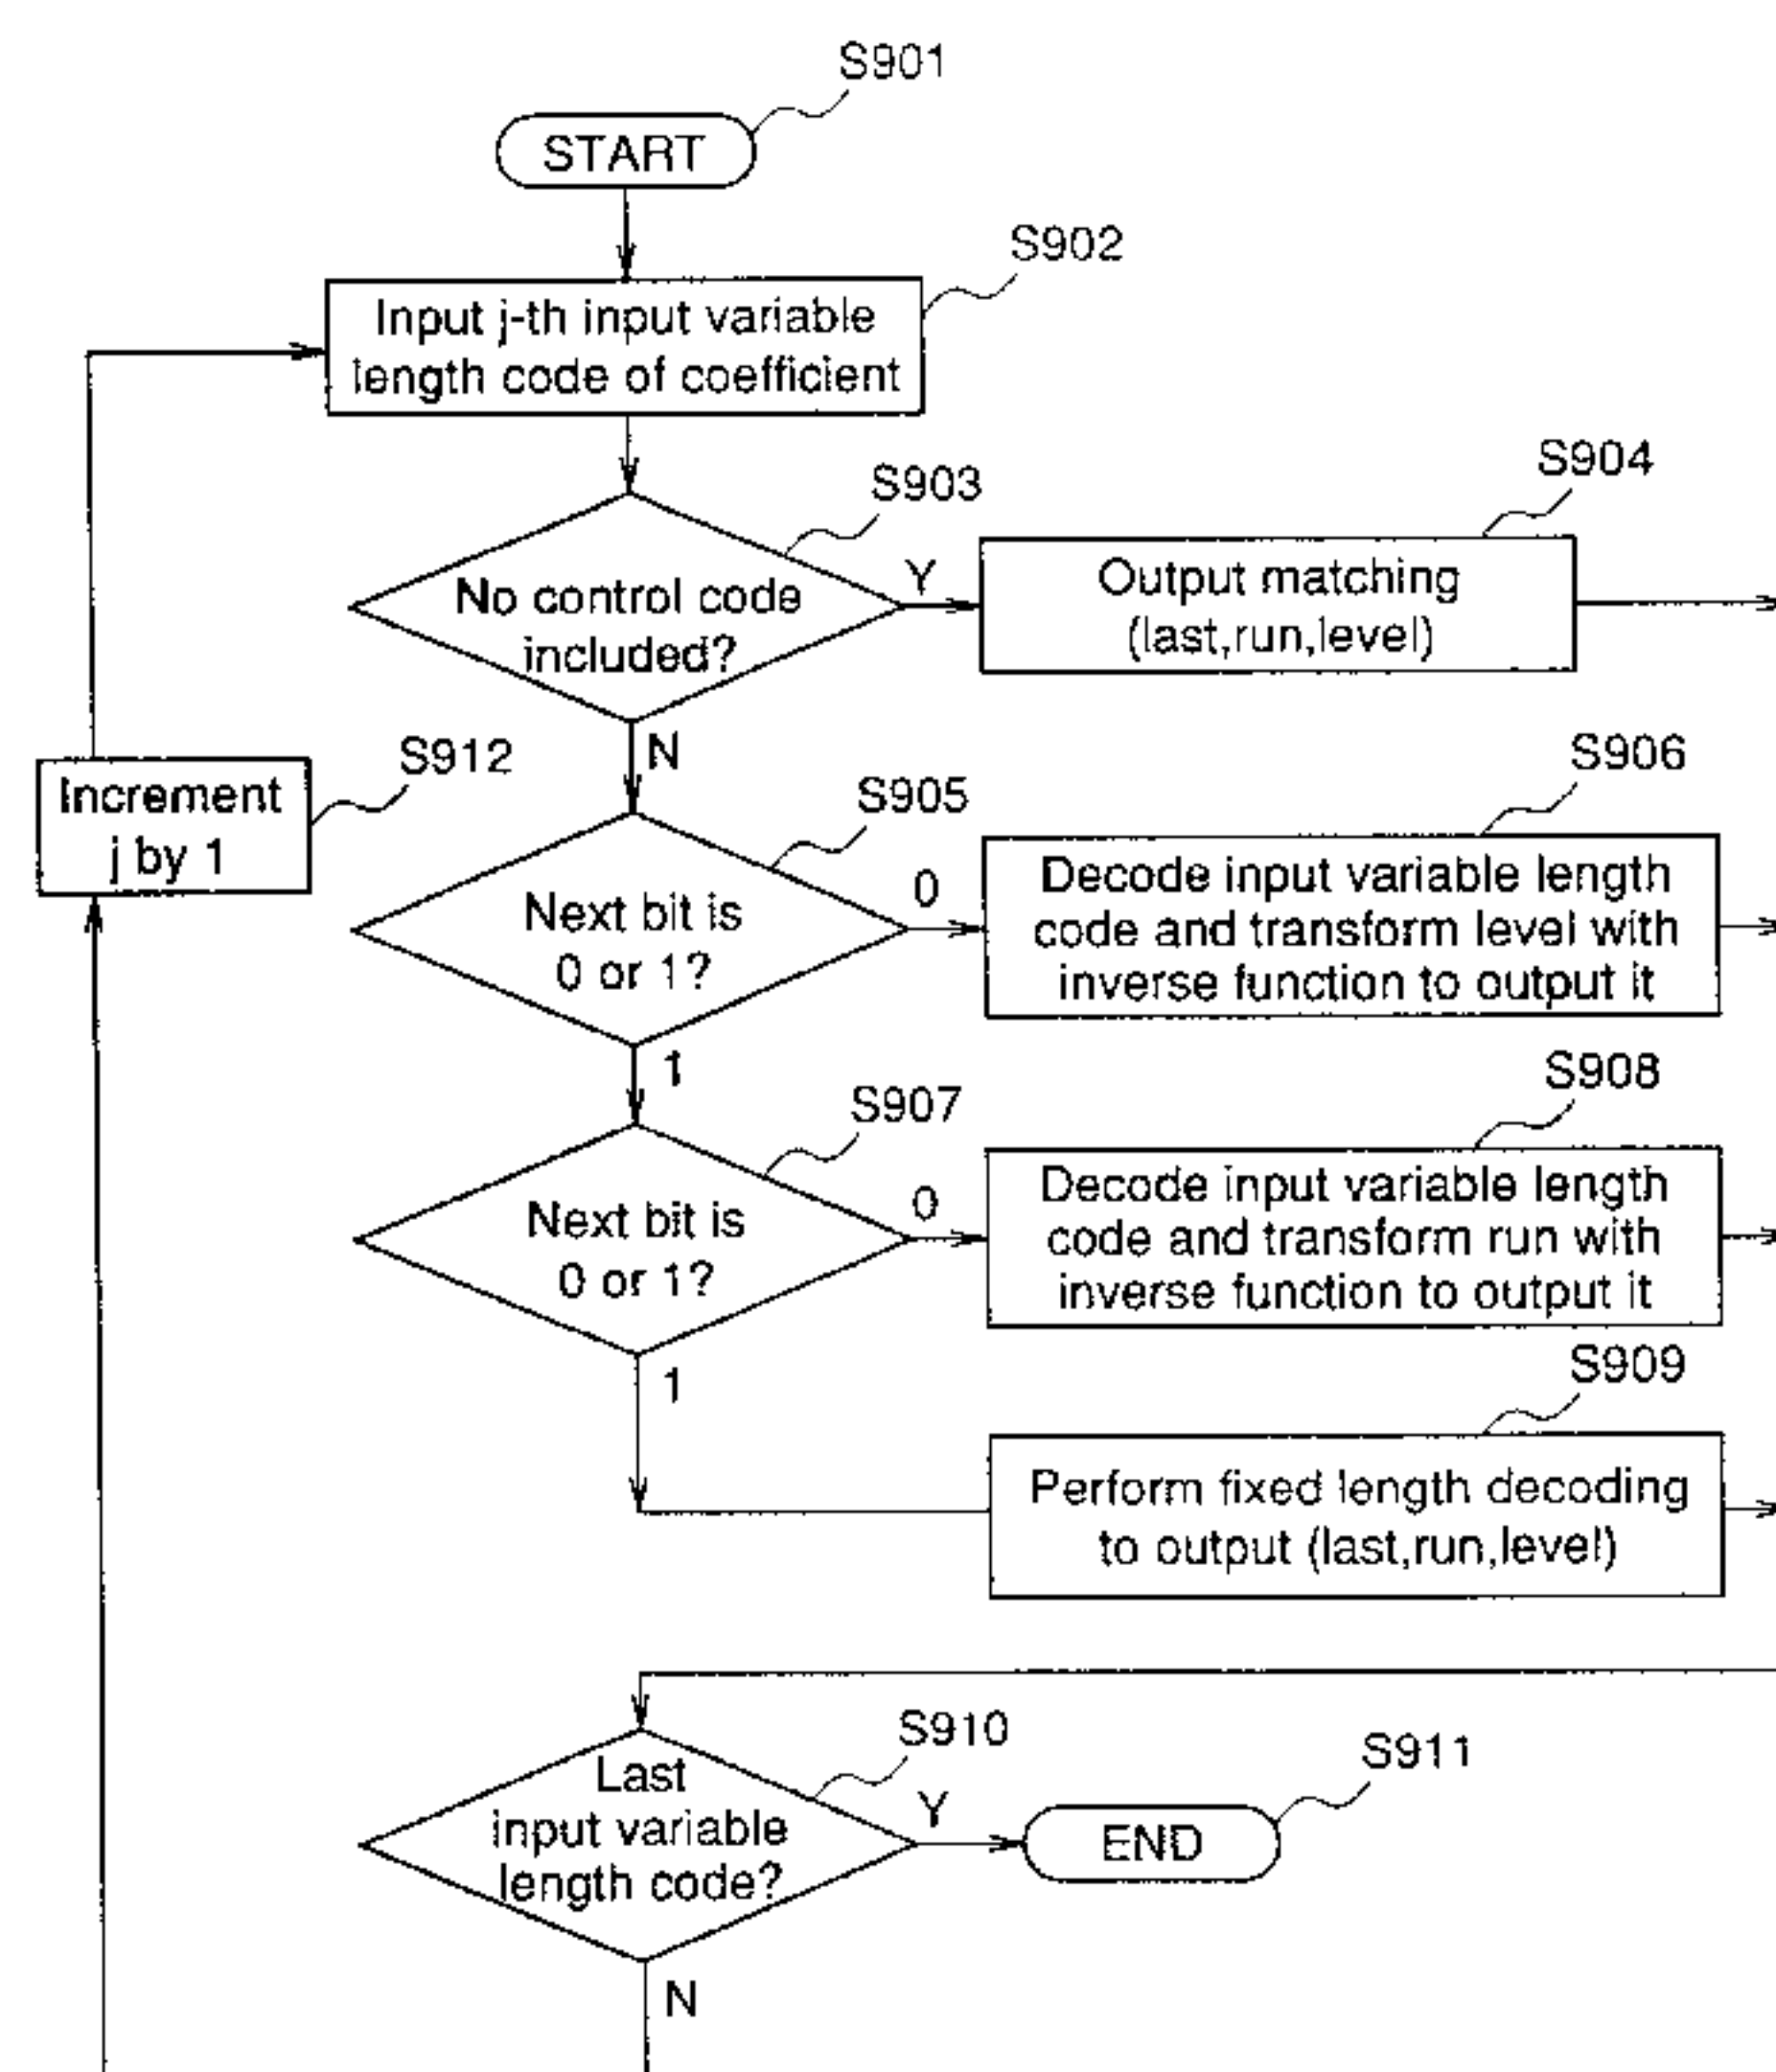 S901
START
S902
Input j-th input variable
length code of coefficient
S903
No control code
included?
Y
S904
Output matching
(last,run,level)
N
S912
Increment
j by 1
S905
Next bit is
0 or 1?
0
S906
Decode input variable length
code and transform level with
inverse function to output it
1
S907
Next bit is
0 or 1?
0
S908
Decode input variable length
code and transform run with
inverse function to output it
1
S909
Perform fixed length decoding
to output (last,run,level)
S910
Last
input variable
length code?
Y
S911
END
N